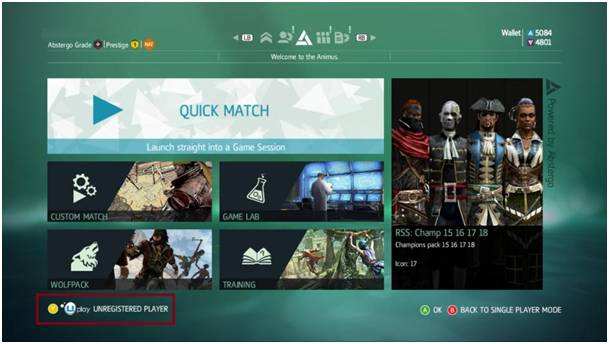 Abstergo Grade Prestige 1 NAT
LB RB
Wallet 5084
4801
Welcome to the Animus.
QUICK MATCH
Launch straight into a Game Session
CUSTOM MATCH
GAME LAB
WOLFPACK
TRAINING
RSS: Champ 15 16 17 18
Champions pack 15 16 17 18
Icon: 17
Powered by Abstergo
Y U play UNREGISTERED PLAYER
A OK B BACK TO SINGLE PLAYER MODE